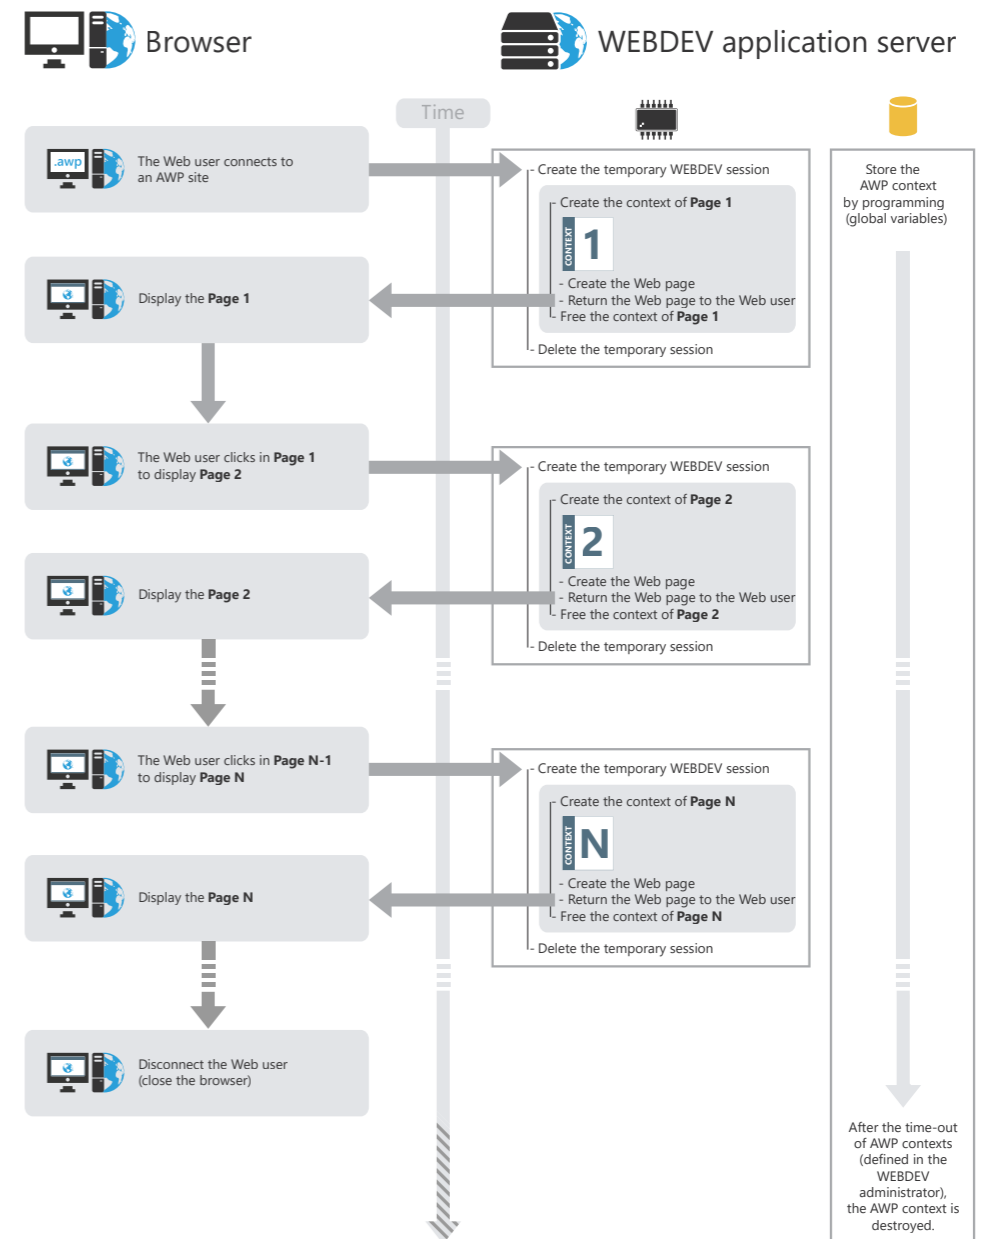 Browser
WEBDEV application server
Time
.awp
The Web user connects to
an AWP site
- Create the temporary WEBDEV session
- Create the context of Page 1
CONTEXT
1
- Create the Web page
- Return the Web page to the Web user
- Free the context of Page 1
- Delete the temporary session
Store the
AWP context
by programming
(global variables)
Display the Page 1
The Web user clicks in Page 1
to display Page 2
- Create the temporary WEBDEV session
- Create the context of Page 2
CONTEXT
2
- Create the Web page
- Return the Web page to the Web user
- Free the context of Page 2
- Delete the temporary session
Display the Page 2
The Web user clicks in Page N-1
to display Page N
- Create the temporary WEBDEV session
- Create the context of Page N
CONTEXT
N
- Create the Web page
- Return the Web page to the Web user
- Free the context of Page N
- Delete the temporary session
Display the Page N
Disconnect the Web user
(close the browser)
After the time-out
of AWP contexts
(defined in the
WEBDEV
administrator),
the AWP context is
destroyed.